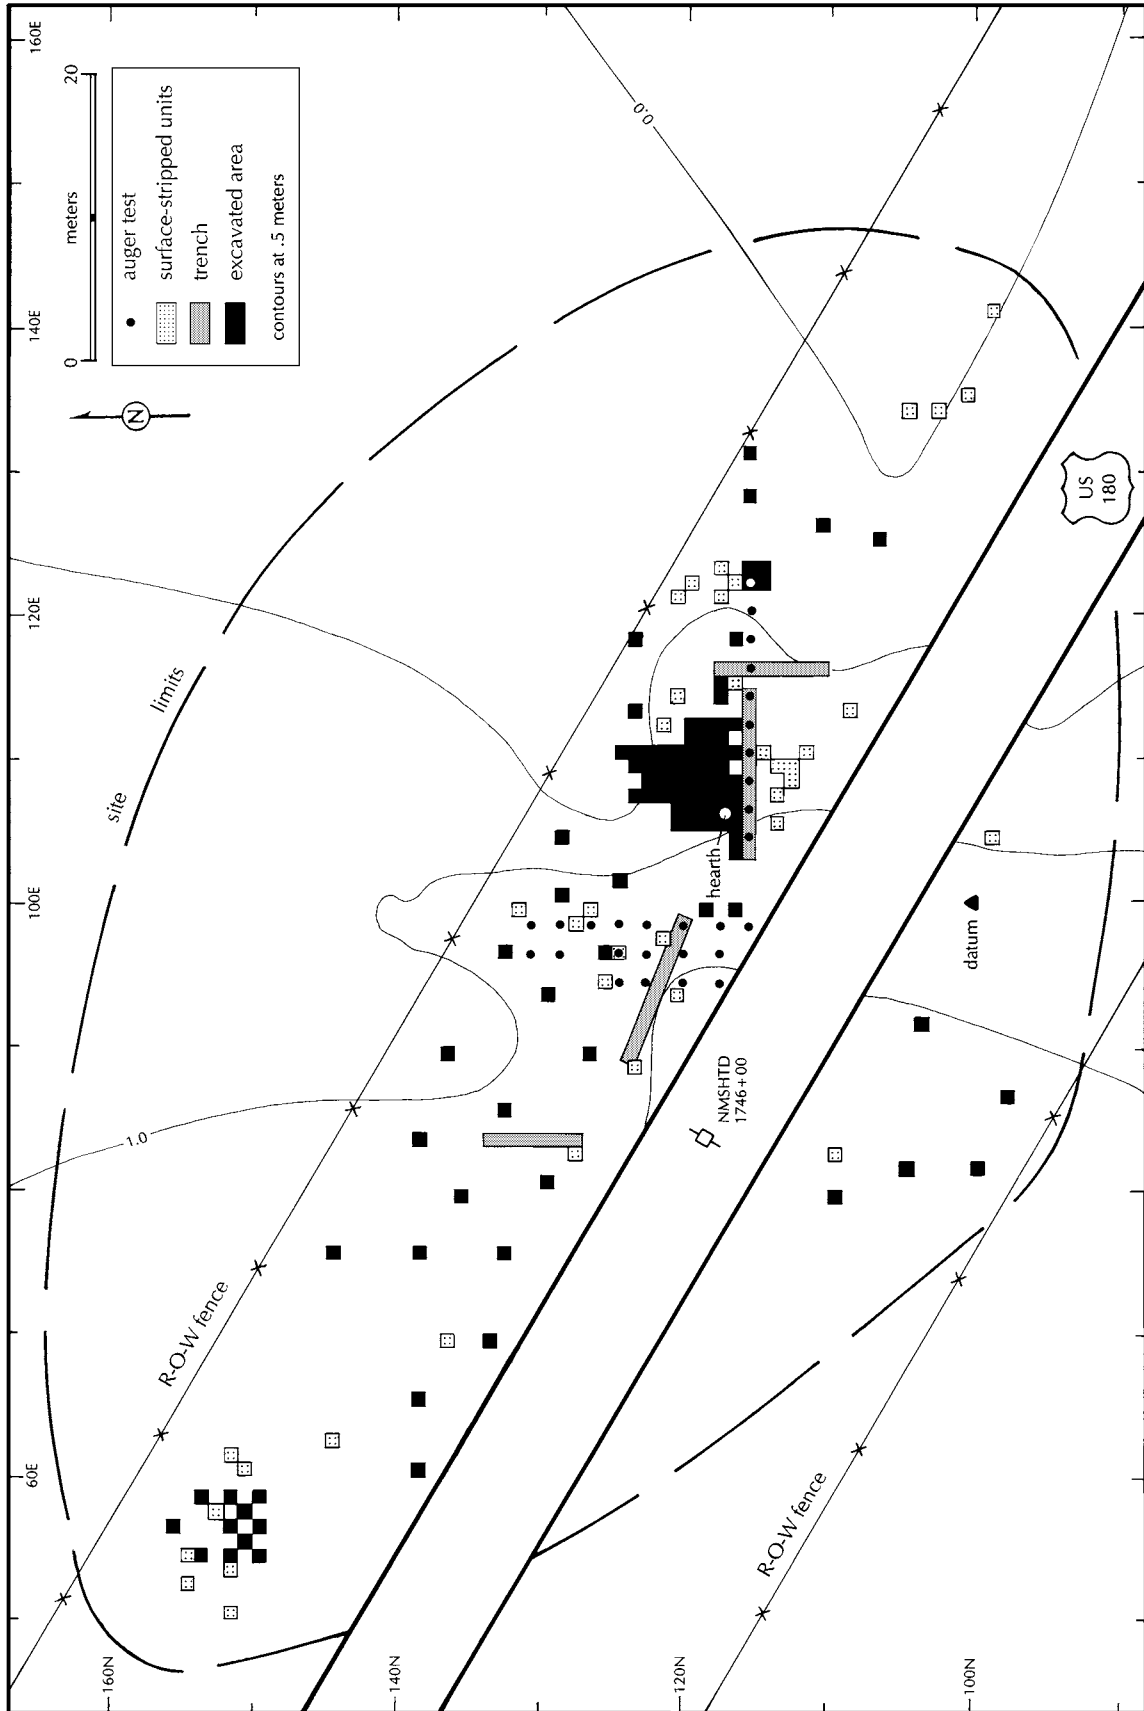 160E
140E
120E
100E
60E
160N
140N
120N
100N
0 meters 20
auger test
surface-stripped units
trench
excavated area
contours at .5 meters
N
site limits
R-O-W fence
1.0
0.0
hearth
NMSHTD
1746+00
datum
US
180
R-O-W fence